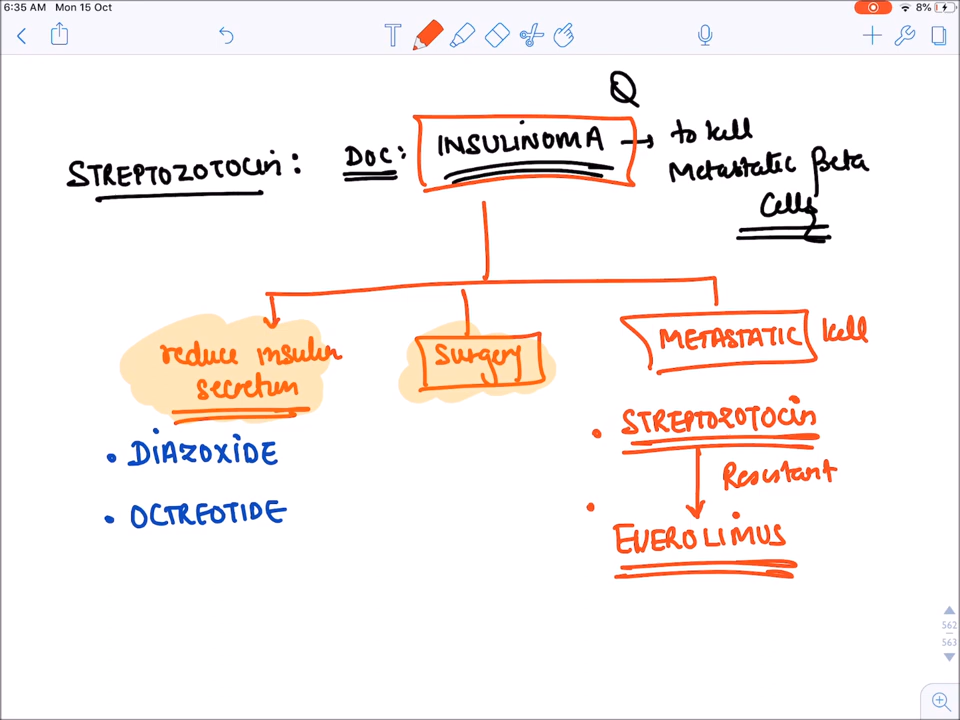 6:35 AM Mon 15 Oct
8%
T
Q
STREPTOZOTOCin : DOC: INSULINOMA → to kill
Metastatic Beta
Cells
reduce insulin
secretion
Surgery
METASTATIC kill
• DIAZOXIDE
• OCTREOTIDE
• STREPTOZOTOCin
Resistant
• EVEROLIMUS
562
563